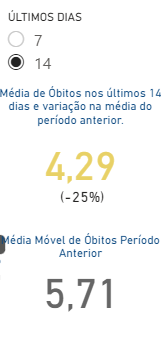 ÚLTIMOS DIAS
7
14
Média de Óbitos nos últimos 14
dias e variação na média do
período anterior.
4,29
(-25%)
Média Móvel de Óbitos Período
Anterior
5,71